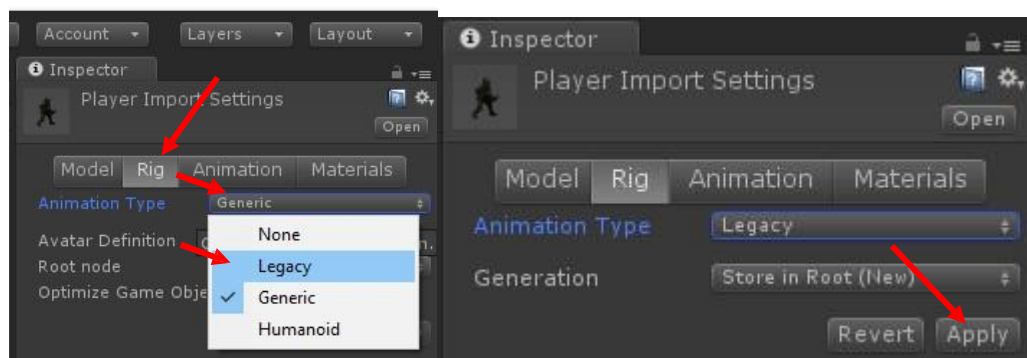 Account Layers Layout
Inspector
Player Import Settings
Open
Model Rig Animation Materials
Animation Type Generic
Avatar Definition
Root node
Optimize Game Obje
None
Legacy
Generic
Humanoid
Inspector
Player Import Settings
Open
Model Rig Animation Materials
Animation Type Legacy
Generation Store in Root (New)
Revert Apply